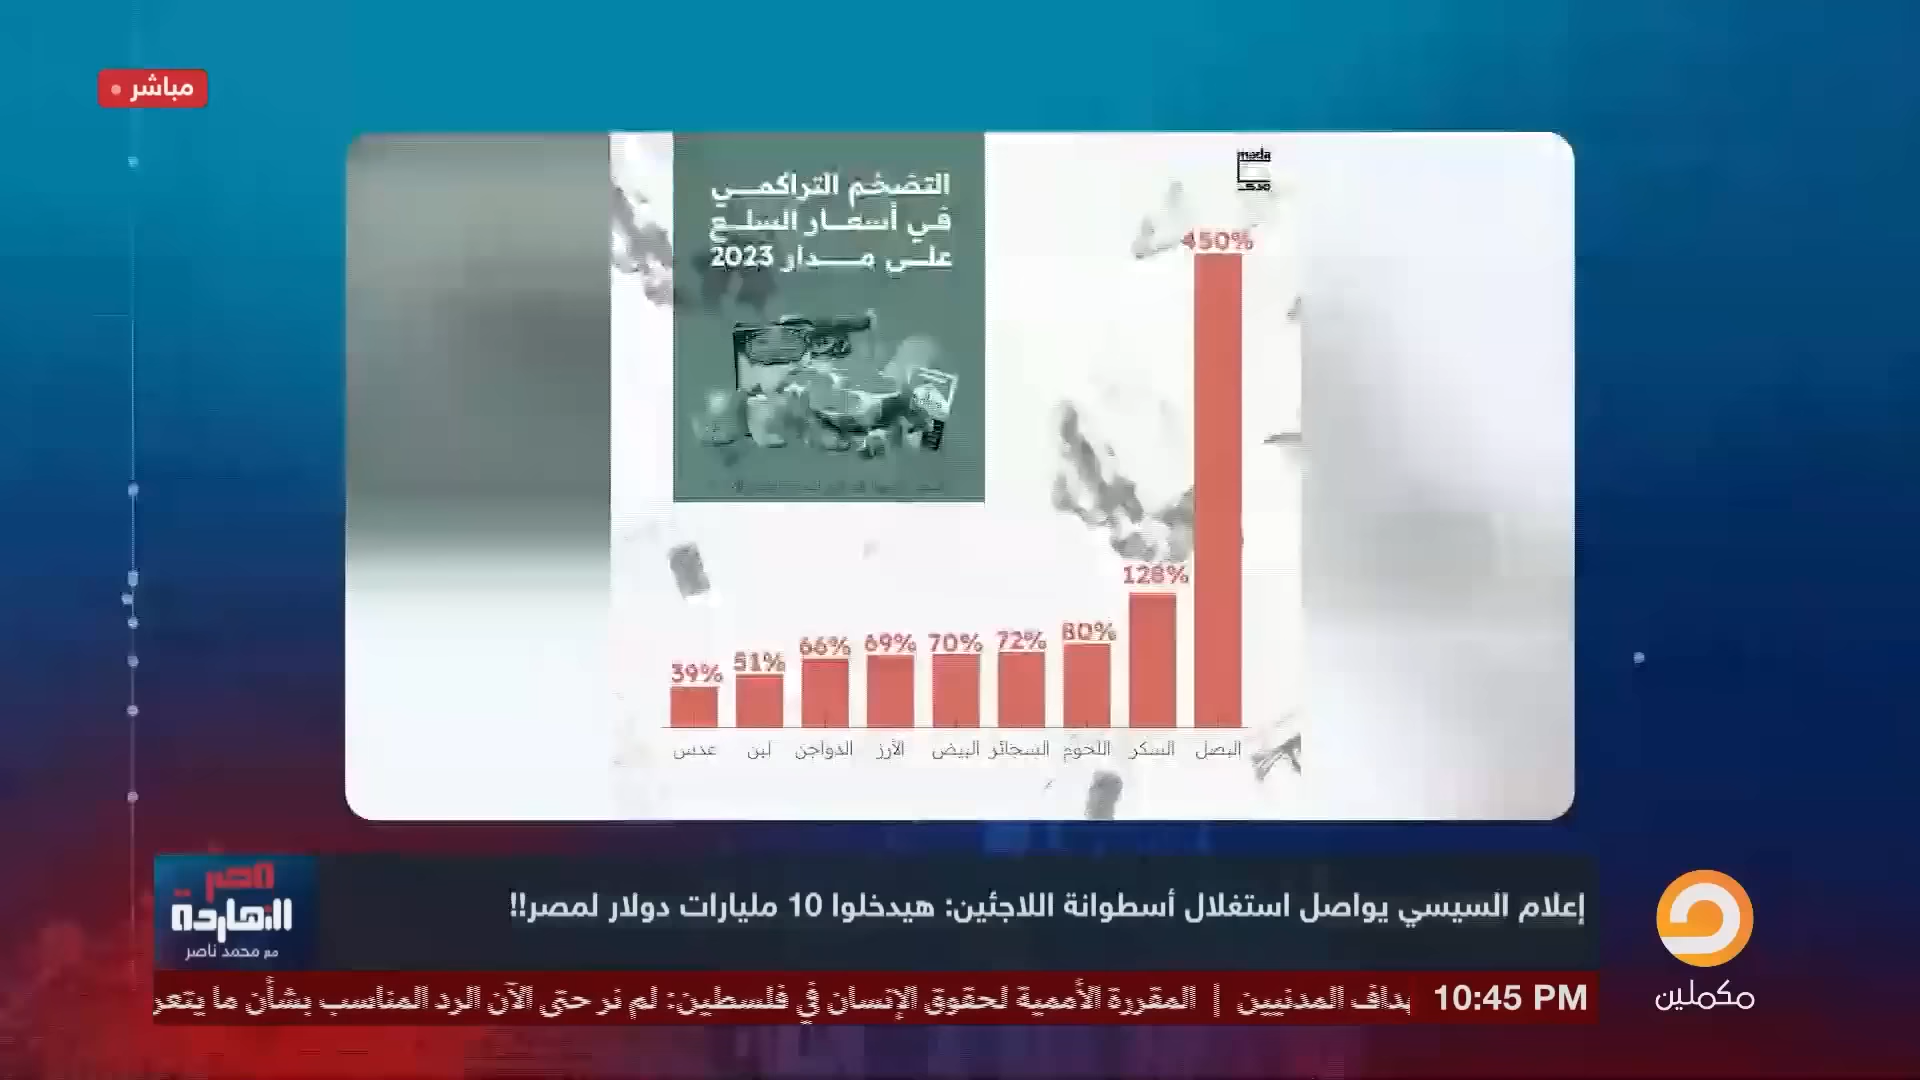 مباشر
mada
مدى
التضخم التراكمي
في أسعار السلع
على مدار 2023
450%
128%
80%
72%
70%
69%
66%
51%
39%
البصل
السكر
اللحوم
السجائر
البيض
الأرز
الدواجن
لبن
عدس
إعلام السيسي يواصل استغلال أسطوانة اللاجئين: هيدخلوا 10 مليارات دولار لمصر!!
مصر
النهاردة
مع محمد ناصر
10:45 PM
المدنيين | المقررة الأممية لحقوق الإنسان في فلسطين: لم نر حتى الآن الرد المناسب بشأن ما
مكملين